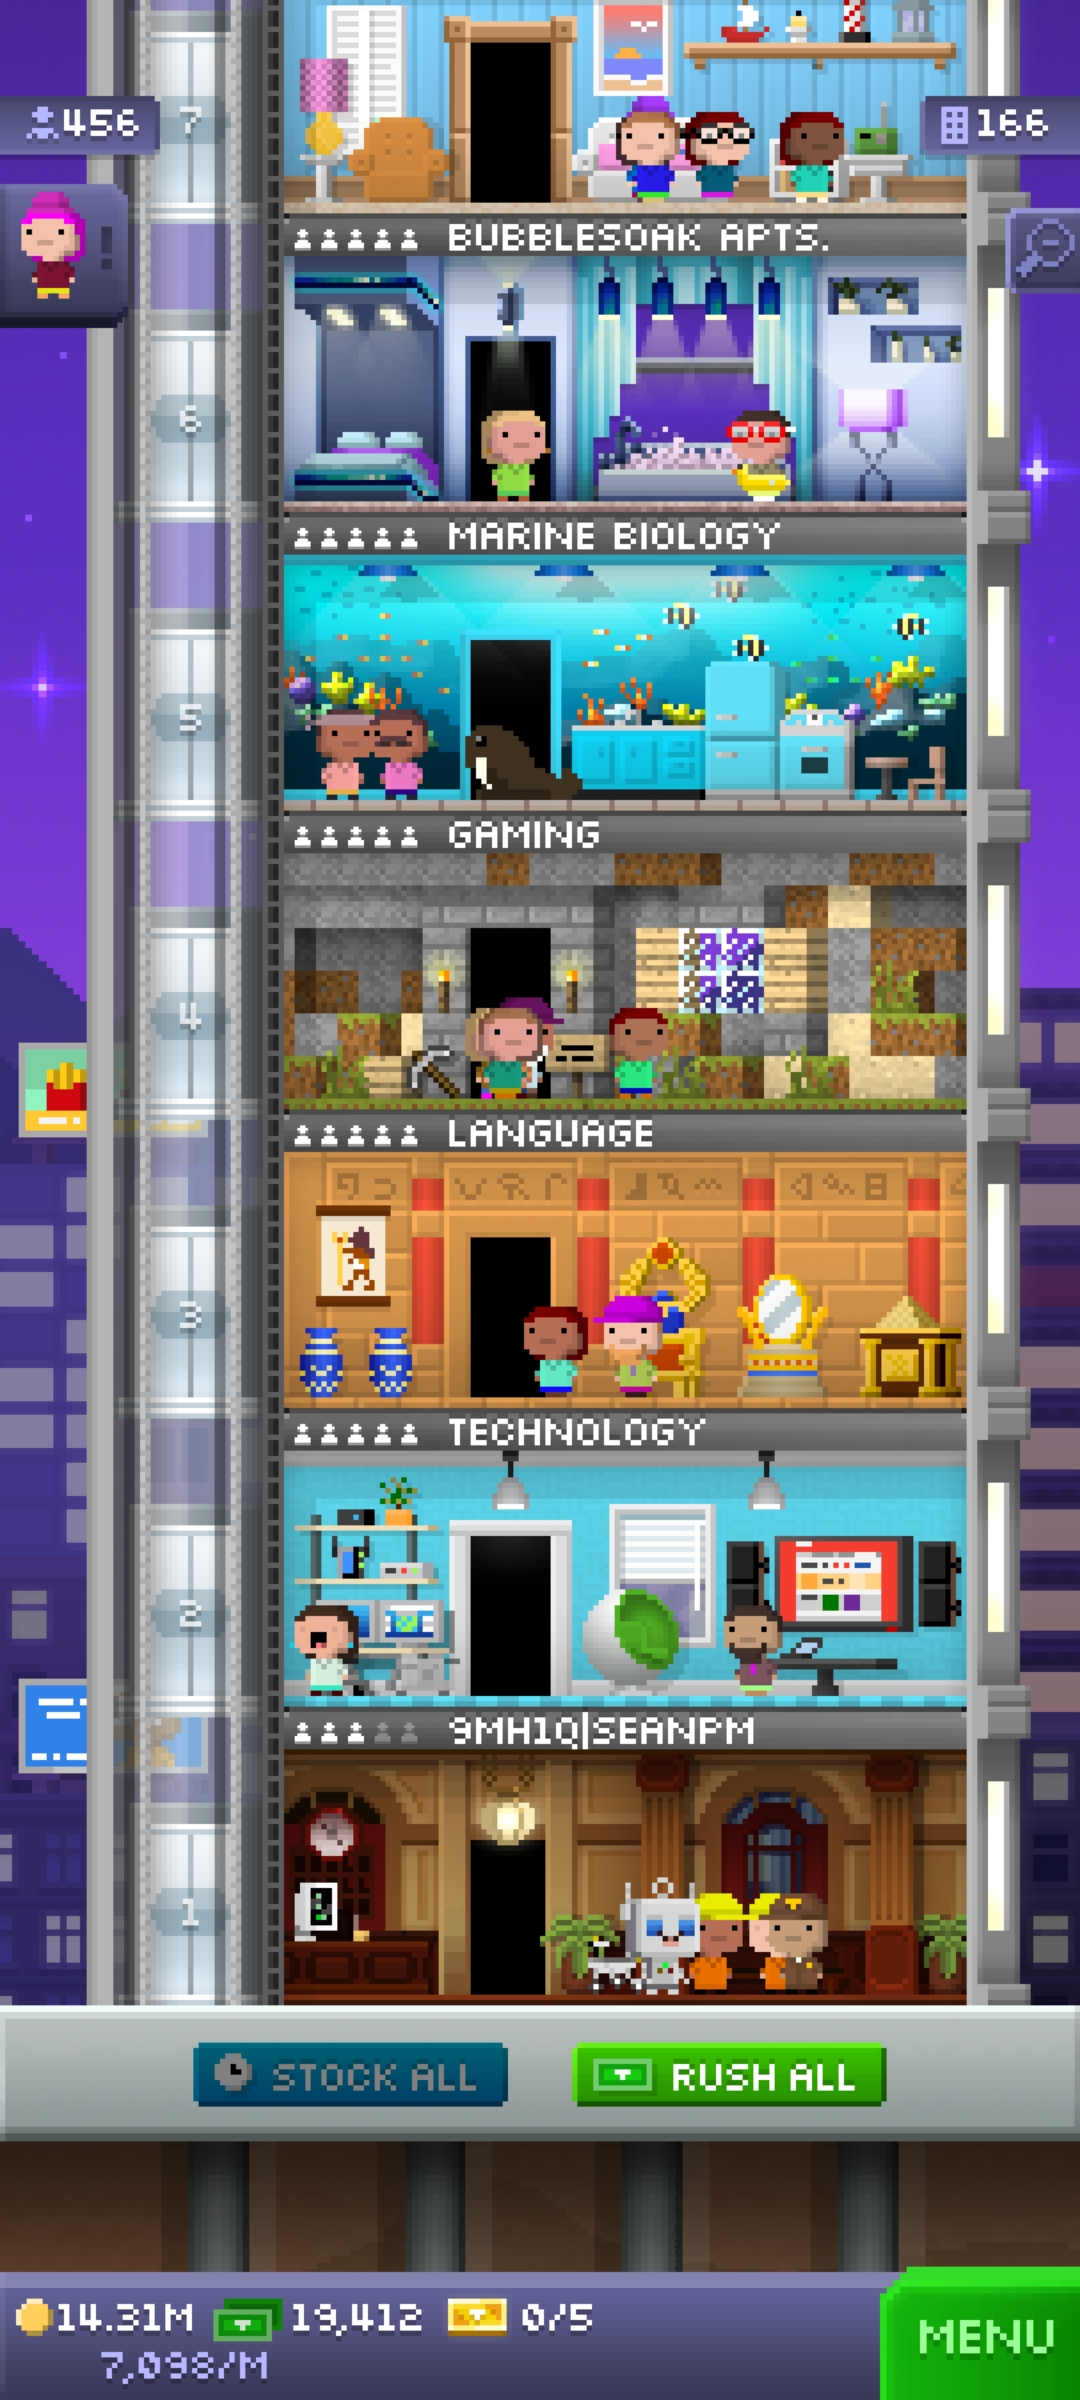 7
456
166
BUBBLESOAK APTS.
6
MARINE BIOLOGY
5
GAMING
4
LANGUAGE
3
TECHNOLOGY
2
9MH1Q|SEANPM
1
STOCK ALL
RUSH ALL
14.31M
19,412
0/5
7,098/M
MENU